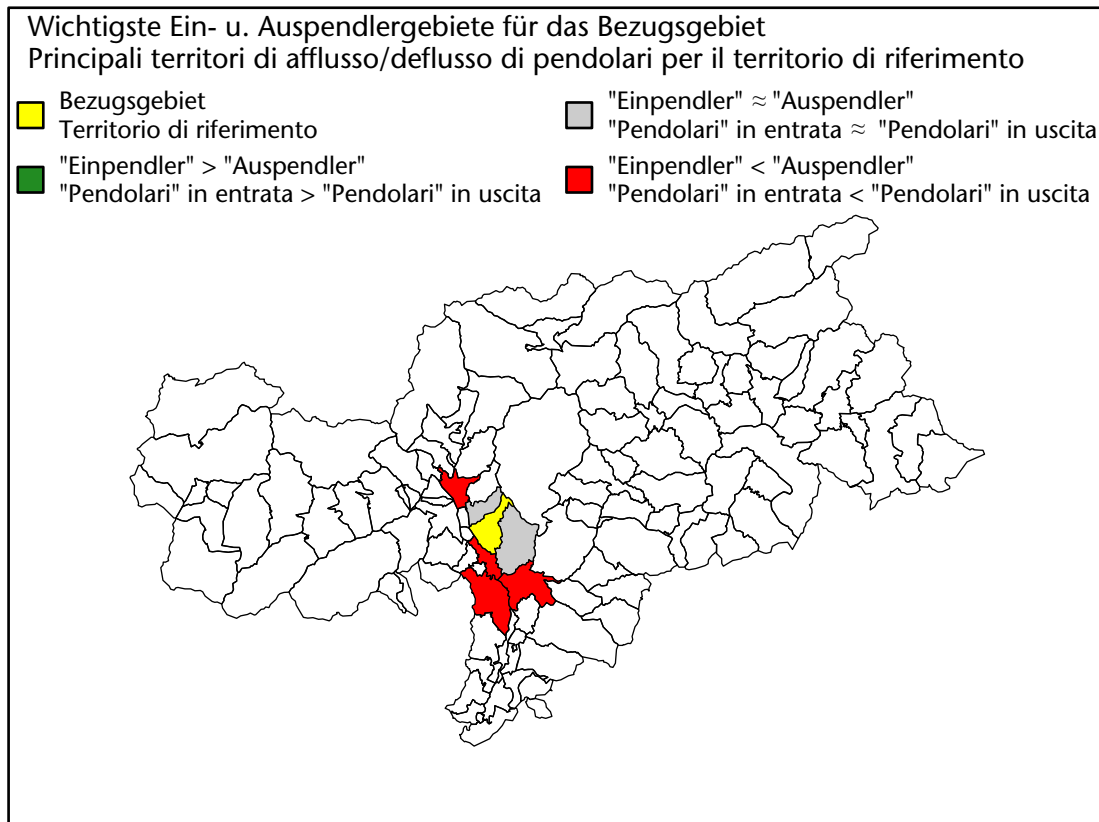 Wichtigste Ein- u. Auspendlergebiete für das Bezugsgebiet
Principali territori di afflusso/deflusso di pendolari per il territorio di riferimento
Bezugsgebiet
Territorio di riferimento
"Einpendler" > "Auspendler"
"Pendolari" in entrata > "Pendolari" in uscita
"Einpendler" ≈ "Auspendler"
"Pendolari" in entrata ≈ "Pendolari" in uscita
"Einpendler" < "Auspendler"
"Pendolari" in entrata < "Pendolari" in uscita